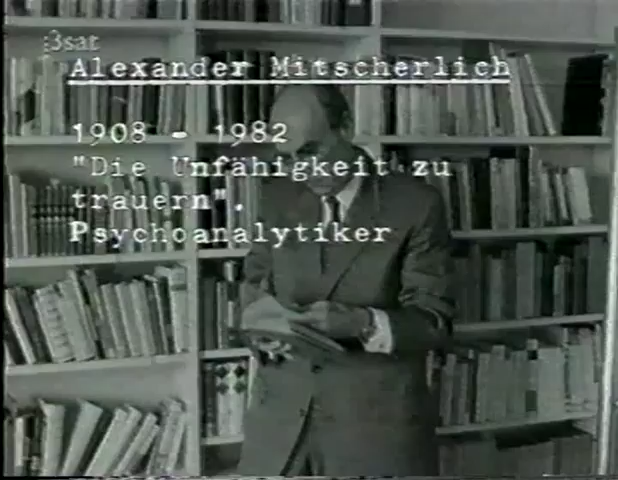 3sat
Alexander Mitscherlich
1908 - 1982
"Die Unfähigkeit zu
trauern".
Psychoanalytiker